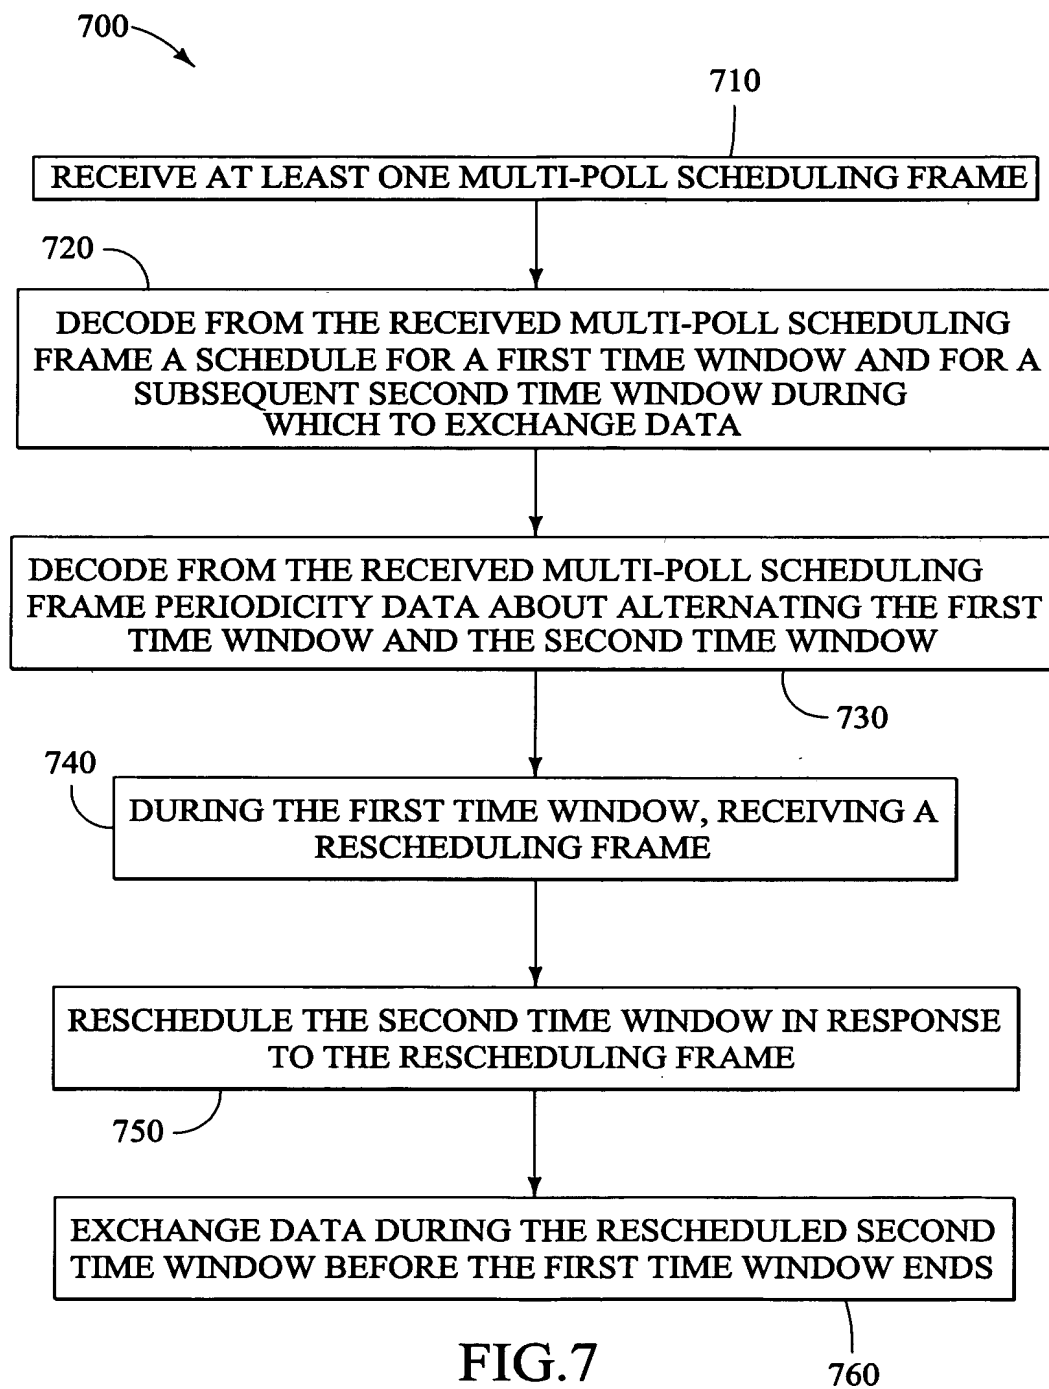 700
710
RECEIVE AT LEAST ONE MULTI-POLL SCHEDULING FRAME
720
DECODE FROM THE RECEIVED MULTI-POLL SCHEDULING
FRAME A SCHEDULE FOR A FIRST TIME WINDOW AND FOR A
SUBSEQUENT SECOND TIME WINDOW DURING
WHICH TO EXCHANGE DATA
DECODE FROM THE RECEIVED MULTI-POLL SCHEDULING
FRAME PERIODICITY DATA ABOUT ALTERNATING THE FIRST
TIME WINDOW AND THE SECOND TIME WINDOW
730
740
DURING THE FIRST TIME WINDOW, RECEIVING A
RESCHEDULING FRAME
RESCHEDULE THE SECOND TIME WINDOW IN RESPONSE
TO THE RESCHEDULING FRAME
750
EXCHANGE DATA DURING THE RESCHEDULED SECOND
TIME WINDOW BEFORE THE FIRST TIME WINDOW ENDS
FIG.7
760